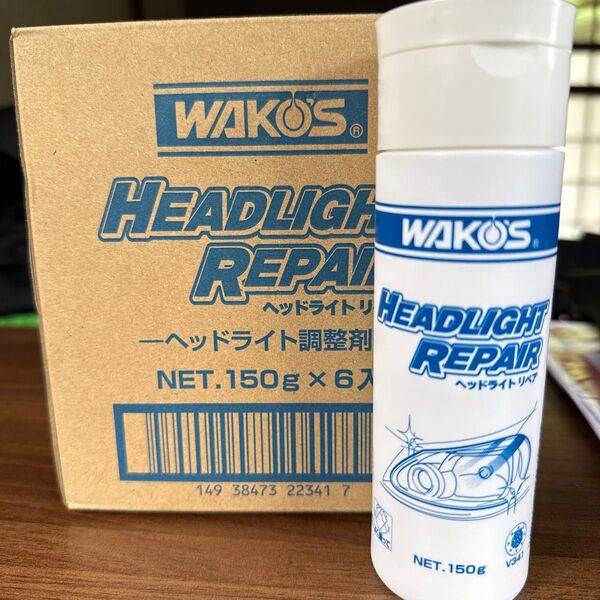 WAKO'S®
HEADLIGH
REPAIR
ヘッドライト リ
―ヘッドライト調整剤
NET.150g×6入
149 38473 22341 7
WAKO'S®
HEADLIGHT
REPAIR
ヘッドライト リペア
NET.150g
V341